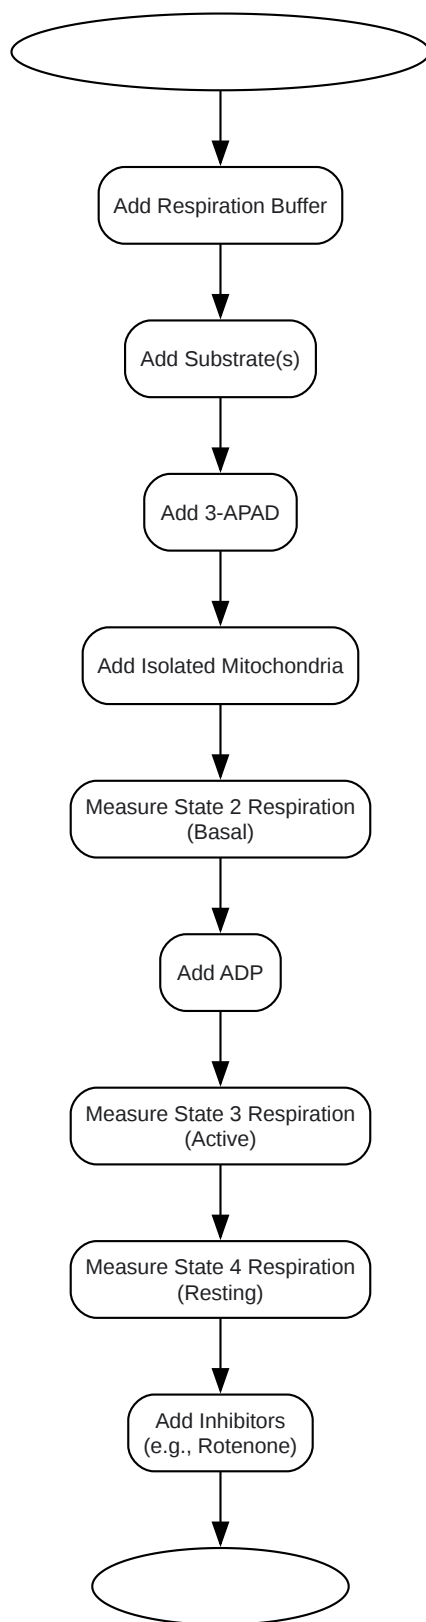 Add Respiration Buffer
Add Substrate(s)
Add 3-APAD
Add Isolated Mitochondria
Measure State 2 Respiration
(Basal)
Add ADP
Measure State 3 Respiration
(Active)
Measure State 4 Respiration
(Resting)
Add Inhibitors
(e.g., Rotenone)